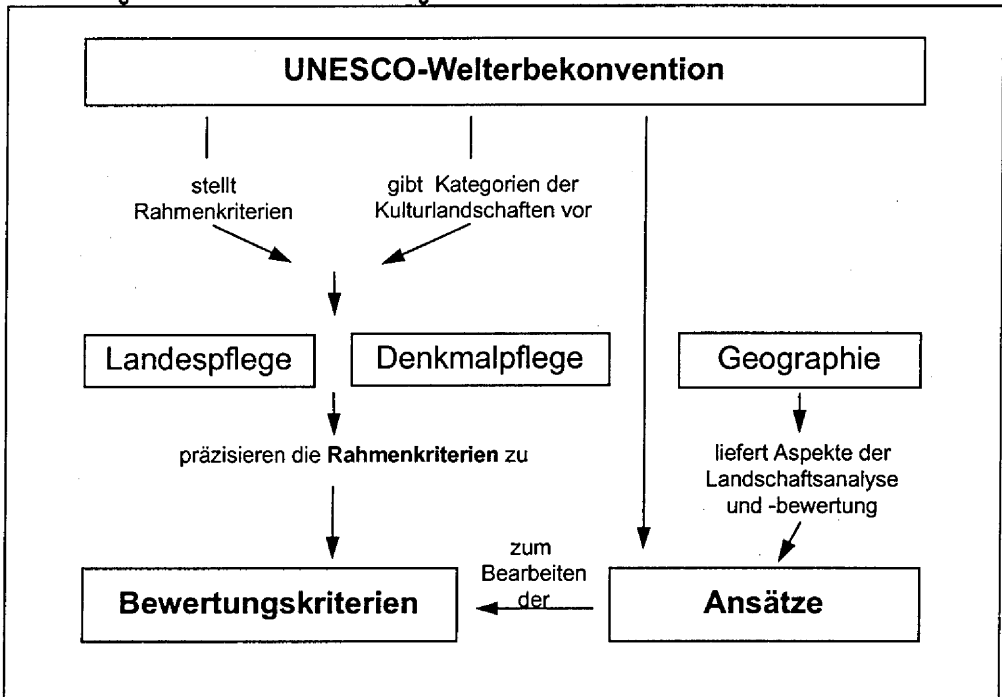 UNESCO-Welterbekonvention
stellt
Rahmenkriterien
gibt Kategorien der
Kulturlandschaften vor
Landespflege
Denkmalpflege
Geographie
präzisieren die Rahmenkriterien zu
liefert Aspekte der
Landschaftsanalyse
und -bewertung
zum
Bearbeiten
der
Bewertungskriterien
Ansätze